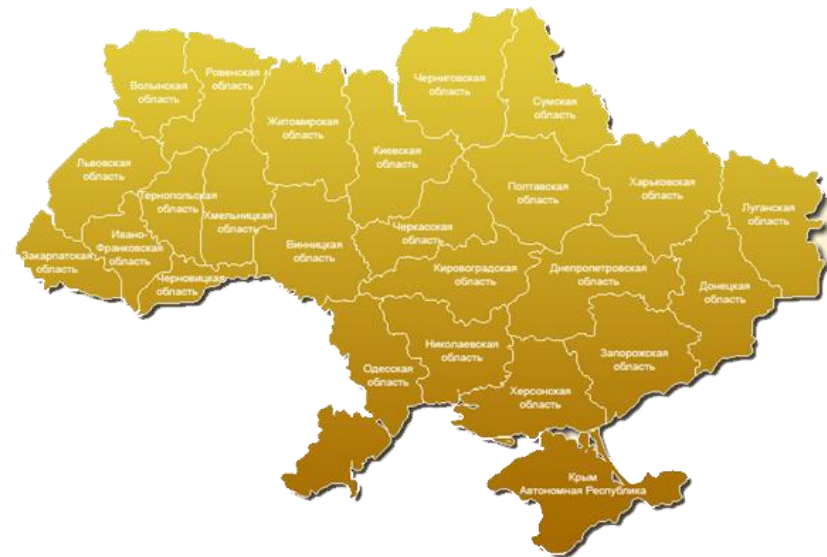 Волынская
область
Ровенская
область
Житомирская
область
Киевская
область
Черниговская
область
Сумская
область
Львовская
область
Тернопольская
область
Хмельницкая
область
Ивано-
Франковская
область
Закарпатская
область
Черновицкая
область
Винницкая
область
Черкасская
область
Полтавская
область
Харьковская
область
Луганская
область
Кировоградская
область
Днепропетровская
область
Донецкая
область
Одесская
область
Николаевская
область
Херсонская
область
Запорожская
область
Крым
Автономная Республика